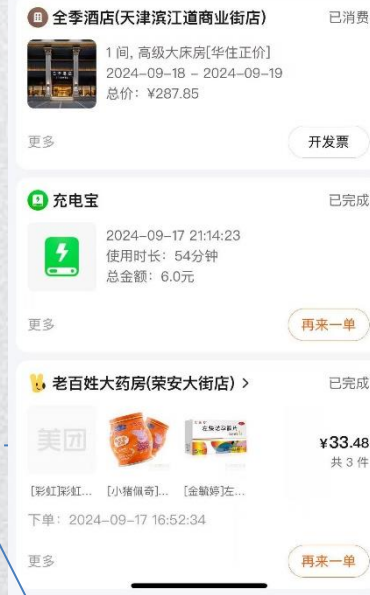 全季酒店(天津滨江道商业街店) 已消费
1 间, 高级大床房[华住正价]
2024-09-18 - 2024-09-19
总价: ¥287.85
更多 开发票
充电宝 已完成
2024-09-17 21:14:23
使用时长: 54分钟
总金额: 6.0元
更多 再来一单
老百姓大药房(荣安大街店) > 已完成
美团
¥33.48
共 3 件
[彩虹]彩虹... [小猪佩奇]... [金毓婷]左...
下单: 2024-09-17 16:52:34
更多 再来一单